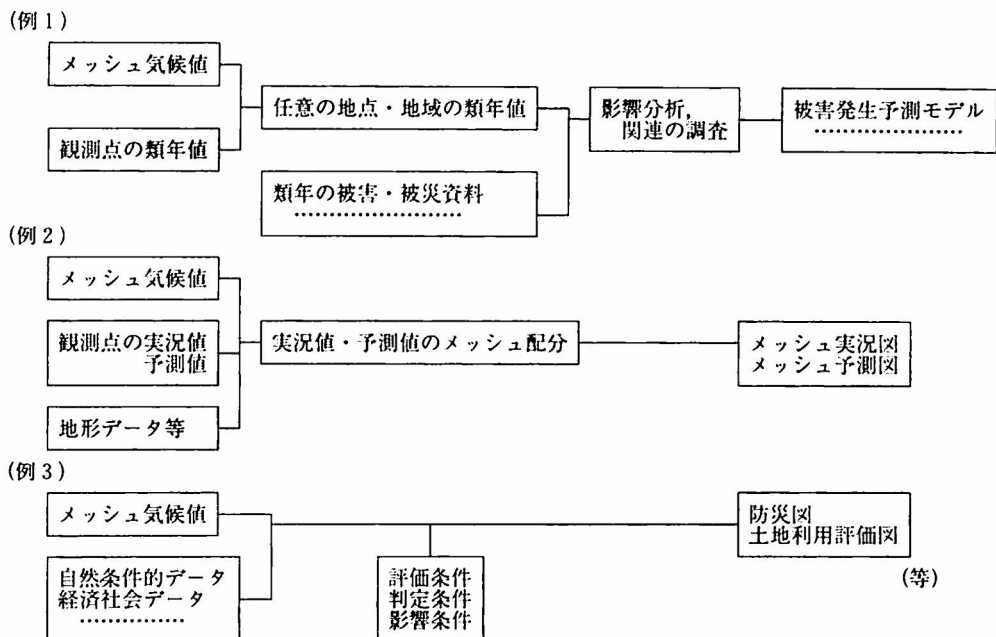 (例1)
メッシュ気候値
観測点の類年値
任意の地点・地域の類年値
類年の被害・被災資料
影響分析,
関連の調査
被害発生予測モデル
(例2)
メッシュ気候値
観測点の実況値
予測値
地形データ等
実況値・予測値のメッシュ配分
メッシュ実況図
メッシュ予測図
(例3)
メッシュ気候値
自然条件的データ
経済社会データ
評価条件
判定条件
影響条件
防災図
土地利用評価図
(等)